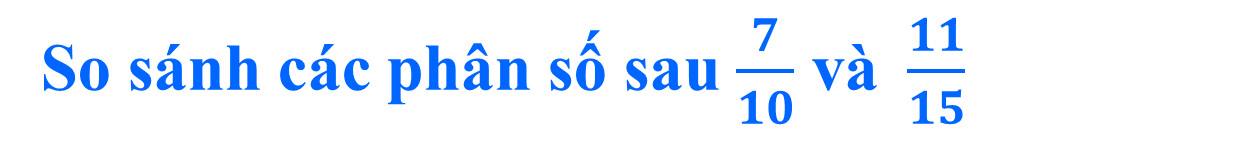 So sánh các phân số sau 7/10 và 11/15